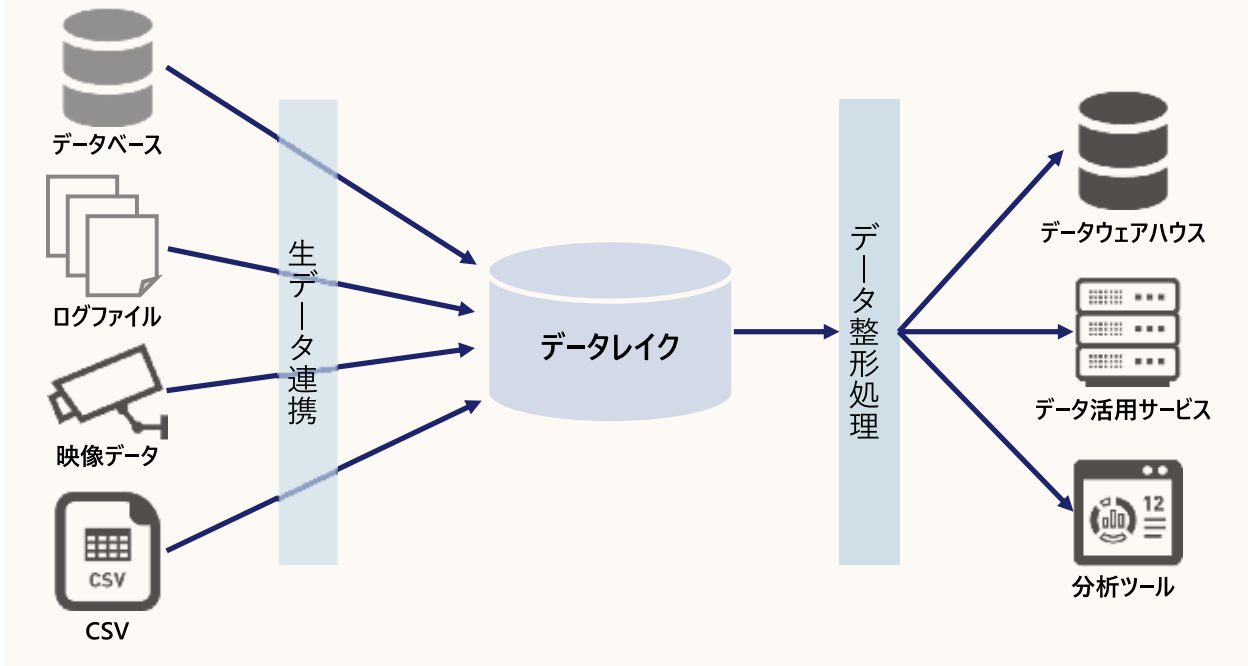 データベース
ログファイル
映像データ
CSV
CSV
生データ連携
データレイク
データ整形処理
データウェアハウス
データ活用サービス
12
分析ツール